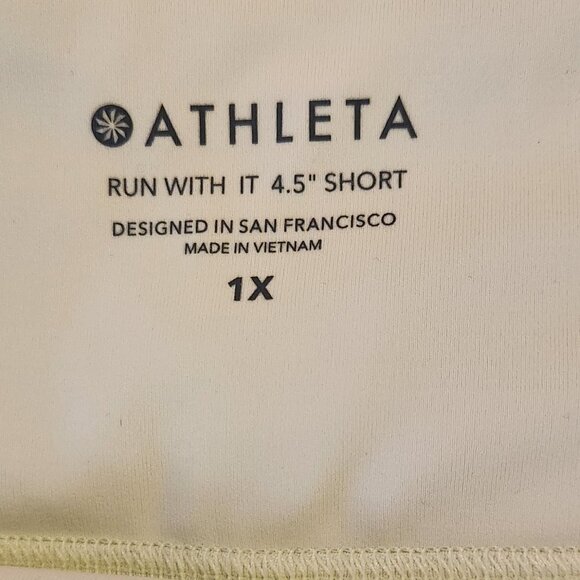 ATHLETA
RUN WITH IT 4.5" SHORT
DESIGNED IN SAN FRANCISCO
MADE IN VIETNAM
1X